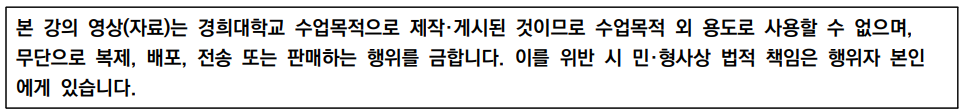 본 강의 영상(자료)는 경희대학교 수업목적으로 제작·게시된 것이므로 수업목적 외 용도로 사용할 수 없으며,
무단으로 복제, 배포, 전송 또는 판매하는 행위를 금합니다. 이를 위반 시 민·형사상 법적 책임은 행위자 본인
에게 있습니다.